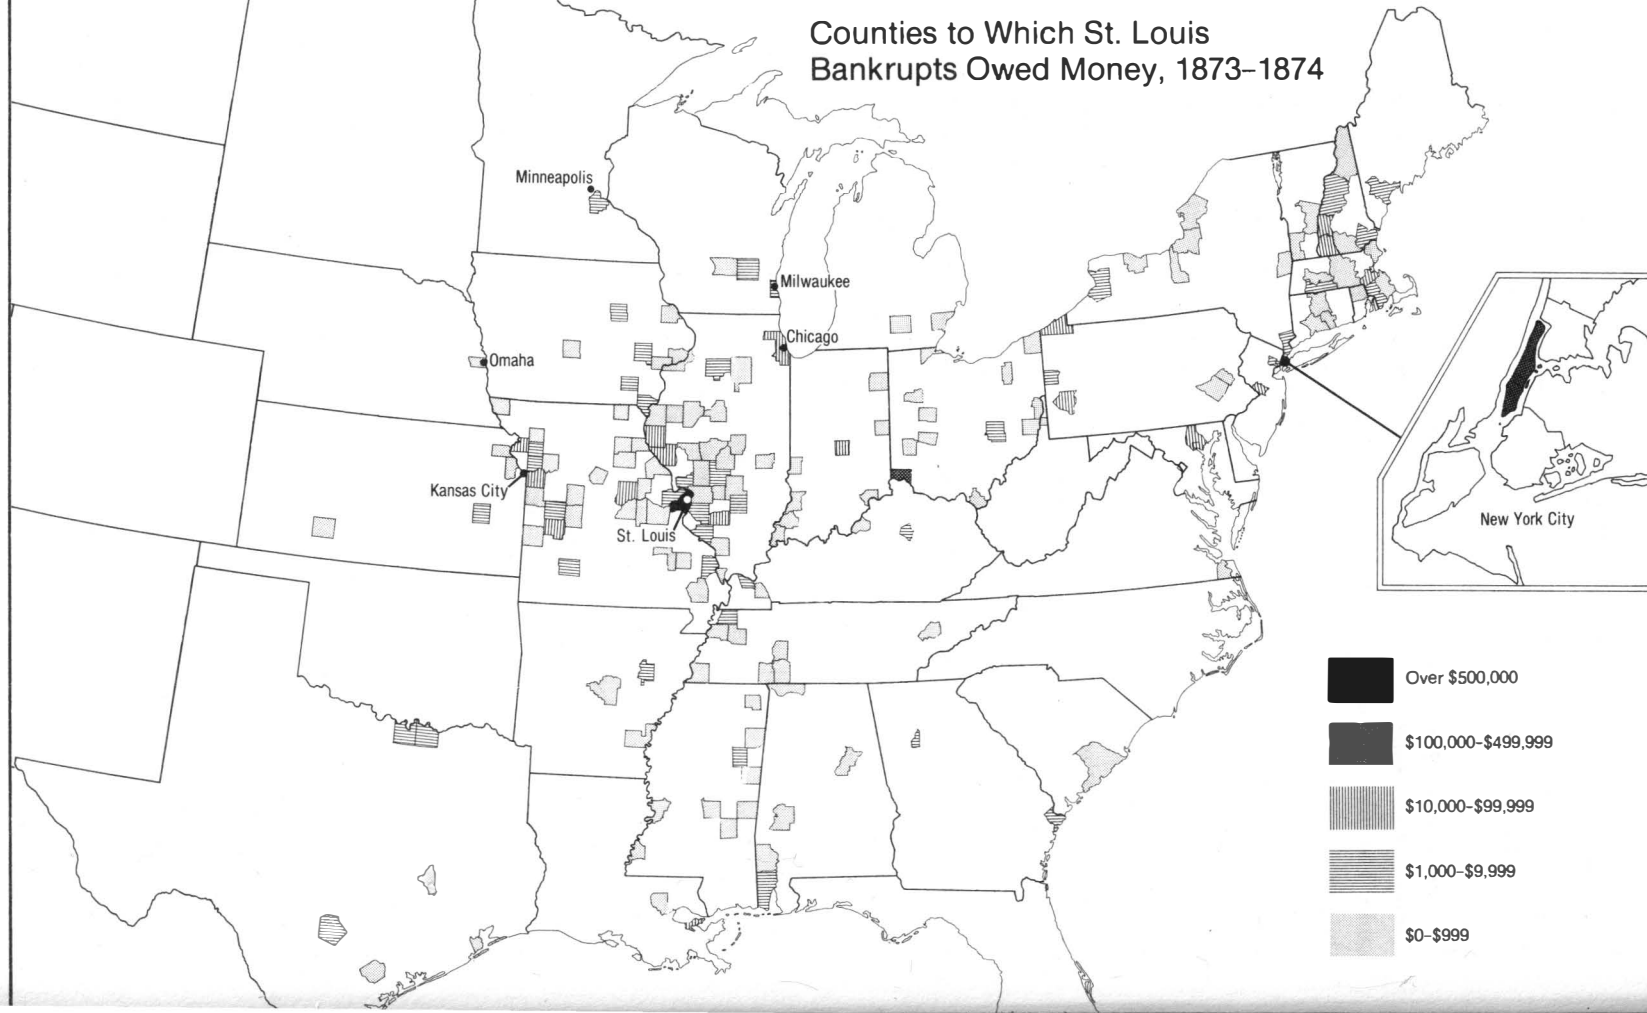 Counties to Which St. Louis
Bankrupts Owed Money, 1873–1874
Minneapolis
Milwaukee
Chicago
Omaha
Kansas City
St. Louis
New York City
Over $500,000
$100,000–$499,999
$10,000–$99,999
$1,000–$9,999
$0–$999